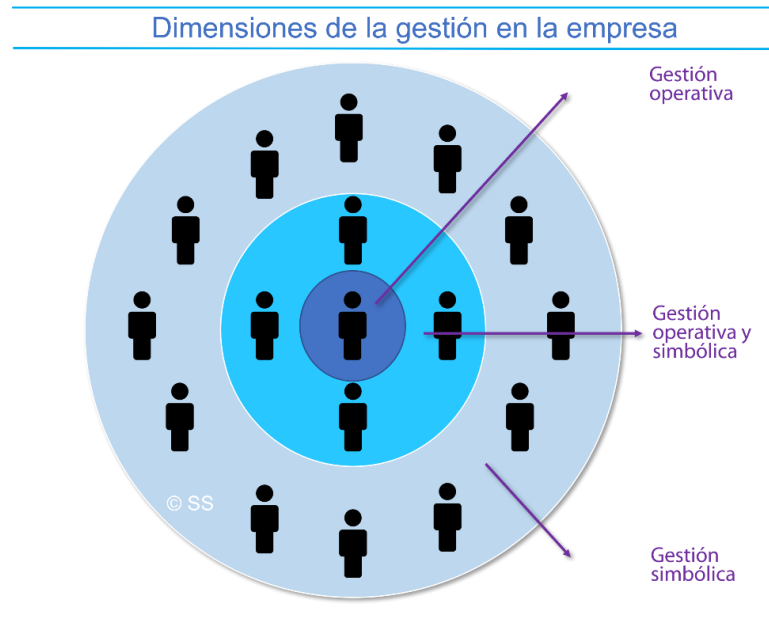 Dimensiones de la gestión en la empresa
Gestión
operativa
Gestión
operativa y
simbólica
© SS
Gestión
simbólica